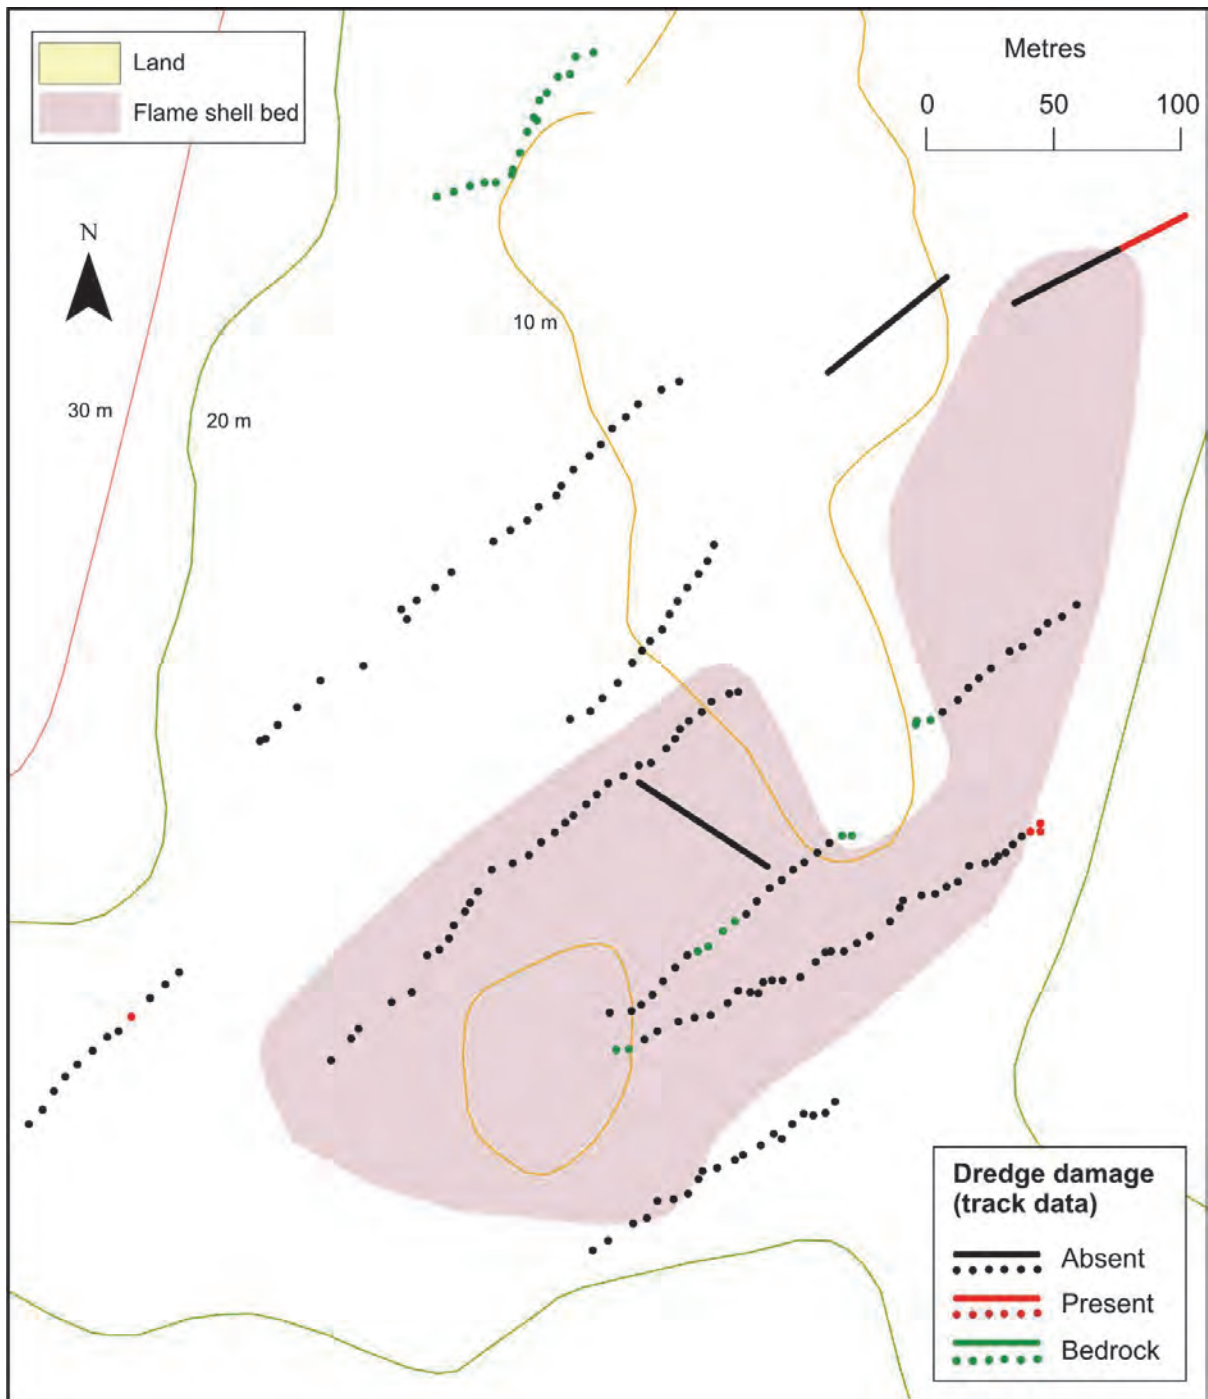 Land
Flame shell bed
Metres
0 50 100
N
10 m
30 m
20 m
Dredge damage
(track data)
Absent
Present
Bedrock